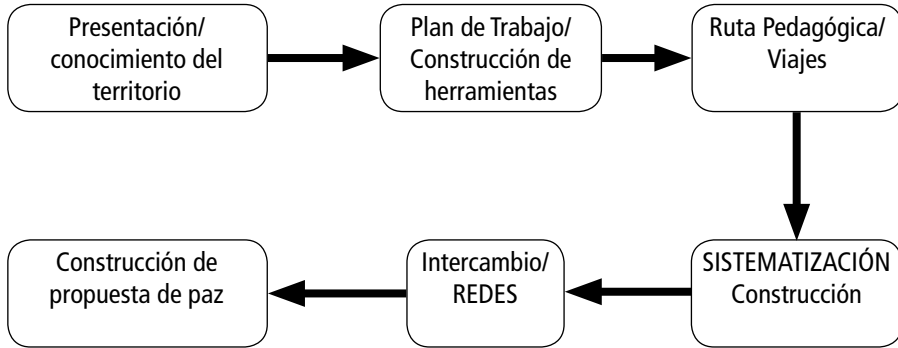 Presentación/
conocimiento del
territorio
Plan de Trabajo/
Construcción de
herramientas
Ruta Pedagógica/
Viajes
SISTEMATIZACIÓN
Construcción
Intercambio/
REDES
Construcción de
propuesta de paz